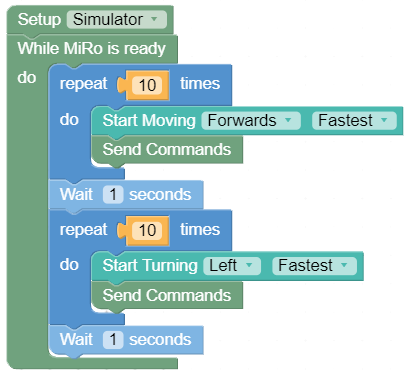 Setup Simulator
While MiRo is ready
do repeat 10 times
do Start Moving Forwards Fastest
Send Commands
Wait 1 seconds
repeat 10 times
do Start Turning Left Fastest
Send Commands
Wait 1 seconds